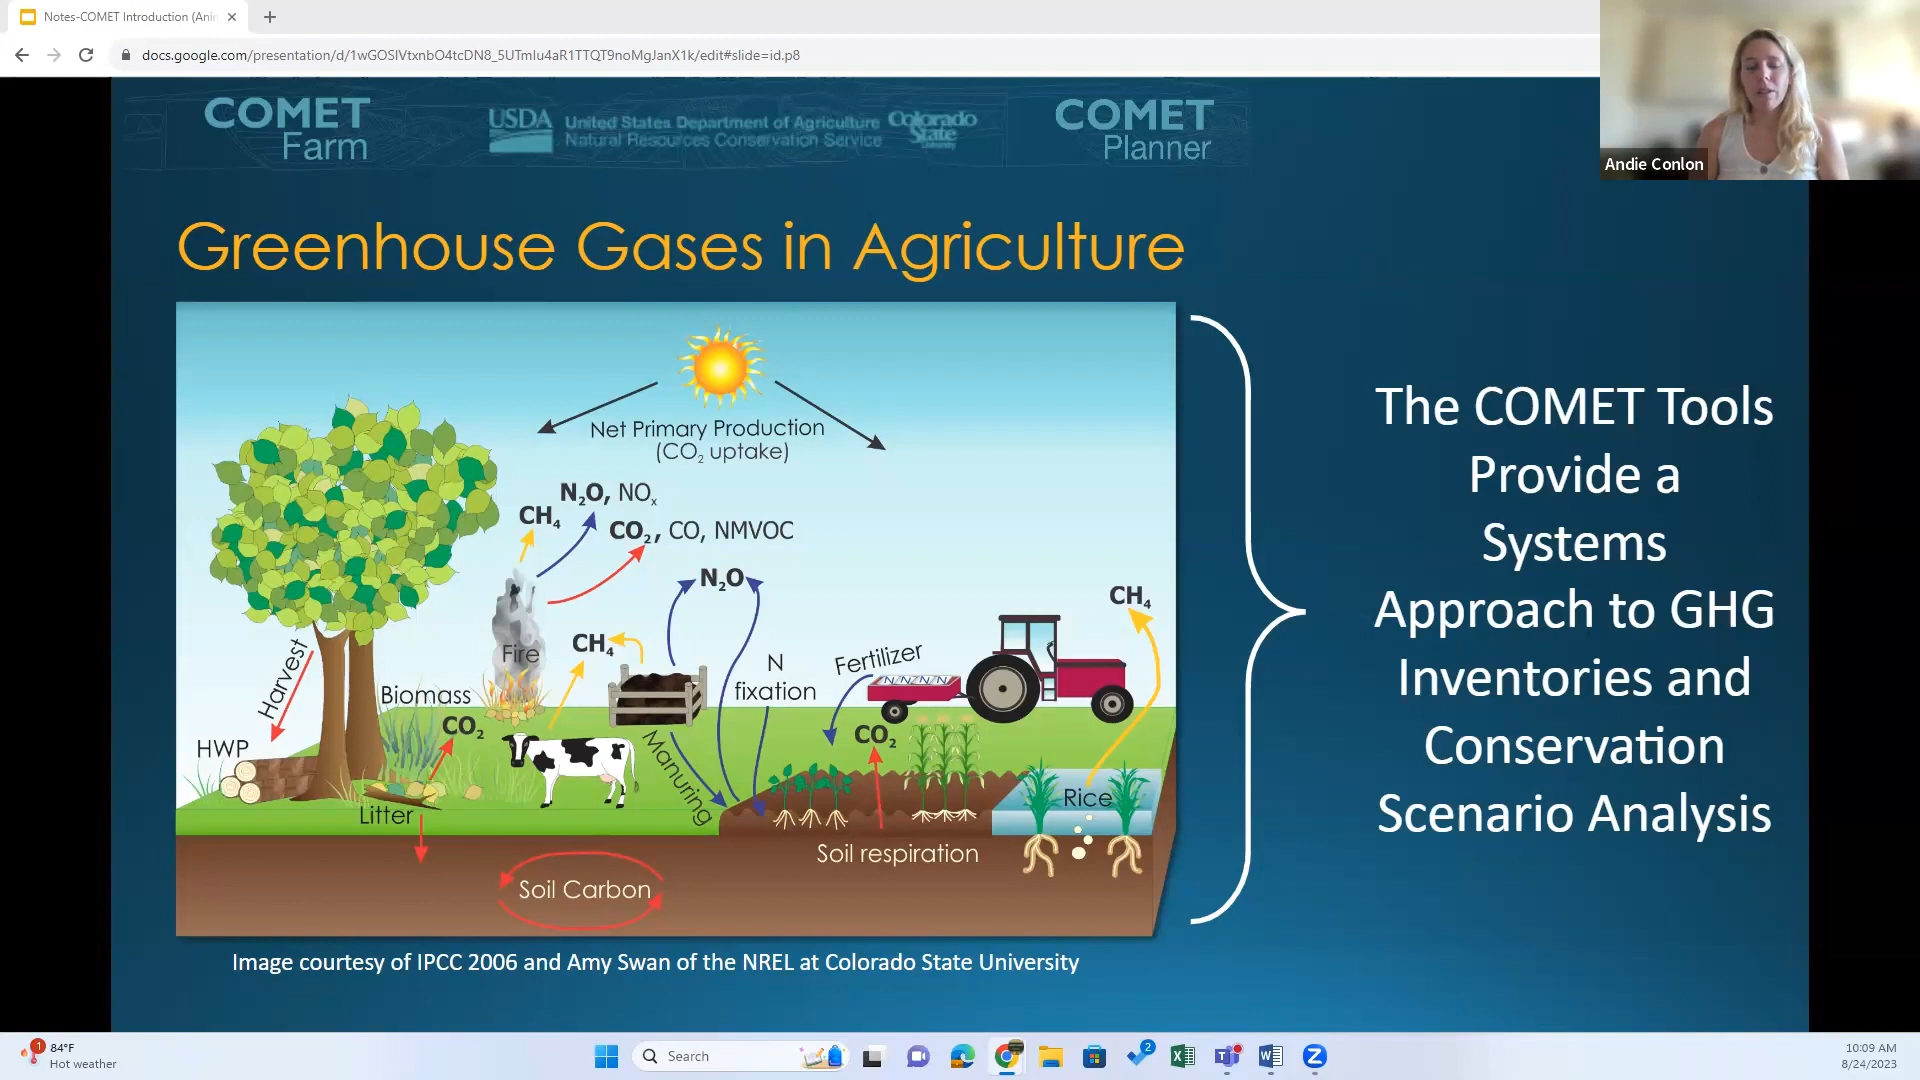 Notes-COMET Introduction (Anin
docs.google.com/presentation/d/1wGOSlVtxnbO4tcDN8_5UTmlu4aR1TTQT9noMgJanX1k/edit#slide=id.p8
Andie Conlon
COMET
Farm
USDA
United States Department of Agriculture
Natural Resources Conservation Service
Colorado
State
University
COMET
Planner
Greenhouse Gases in Agriculture
Net Primary Production
(CO₂ uptake)
N₂O, NOₓ
CH₄
CO₂, CO, NMVOC
N₂O
CH₄
Fire
CH₄
N
fixation
Fertilizer
N N N N
Harvest
Biomass
CO₂
HWP
Litter
Manuring
CO₂
Rice
Soil respiration
Soil Carbon
The COMET Tools
Provide a
Systems
Approach to GHG
Inventories and
Conservation
Scenario Analysis
Image courtesy of IPCC 2006 and Amy Swan of the NREL at Colorado State University
1
84°F
Hot weather
Search
2
10:09 AM
8/24/2023